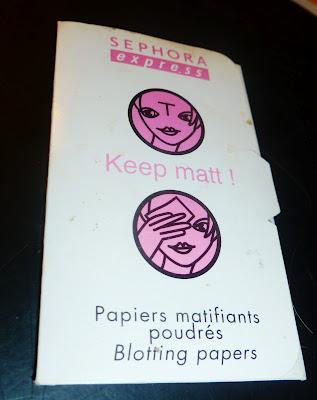 SEPHORA
express
T
Keep matt !
Papiers matifiants
poudrés
Blotting papers